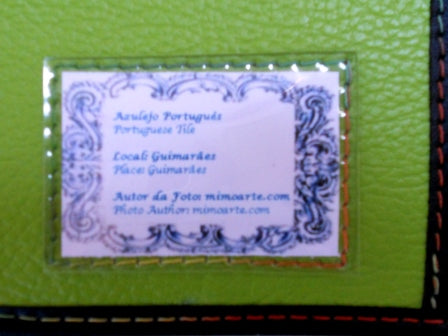 Azulejo Português
Portuguese Tile
Local: Guimarães
Place: Guimarães
Autor da Foto: mimoarte.com
Photo Author: mimoarte.com